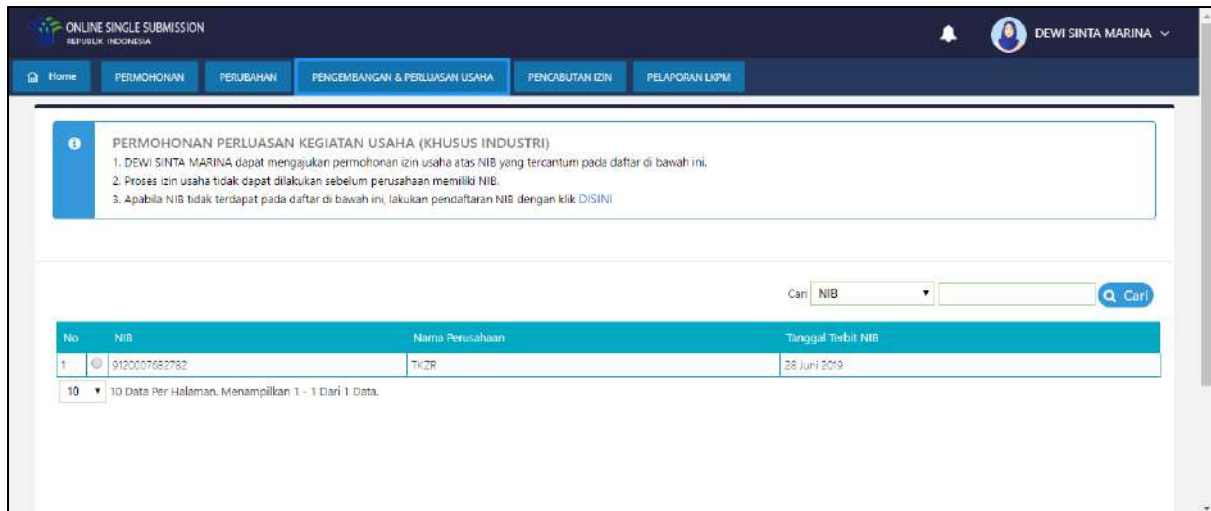 ONLINE SINGLE SUBMISSION
REPUBLIK INDONESIA
DEWI SINTA MARINA
Home PERMOHONAN PERUBAHAN PENGEMBANGAN & PERLUASAN USAHA PENCABUTAN IZIN PELAPORAN LKPM
PERMOHONAN PERLUASAN KEGIATAN USAHA (KHUSUS INDUSTRI)
1. DEWI SINTA MARINA dapat mengajukan permohonan izin usaha atas NIB yang tercantum pada daftar di bawah ini.
2. Proses izin usaha tidak dapat dilakukan sebelum perusahaan memiliki NIB.
3. Apabila NIB tidak terdapat pada daftar di bawah ini, lakukan pendaftaran NIB dengan klik DISINI
Cari NIB Cari
No NIB Nama Perusahaan Tanggal Terbit NIB
1 9120007682782 TKZR 28 Juni 2019
10 10 Data Per Halaman. Menampilkan 1 - 1 Dari 1 Data.